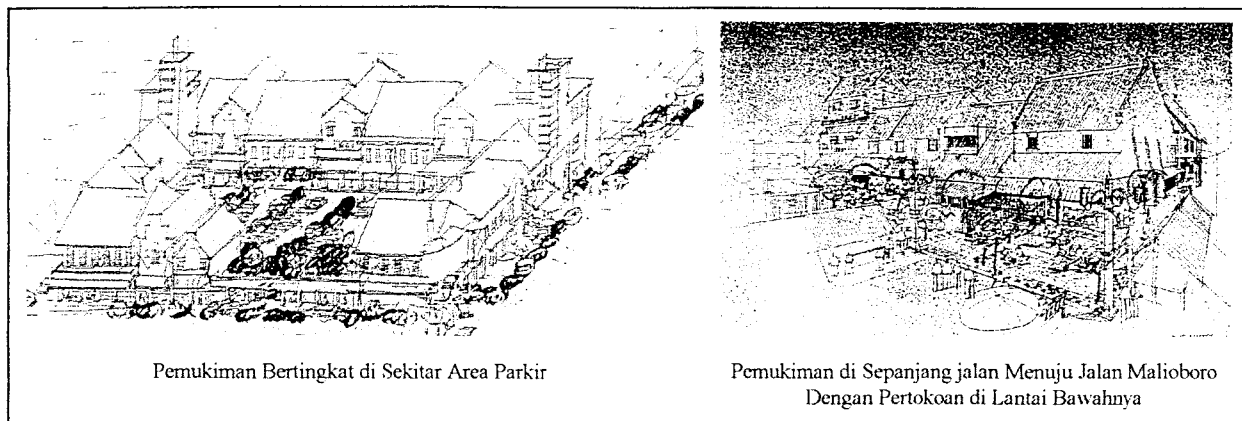 Pemukiman Bertingkat di Sekitar Area Parkir
Pemukiman di Sepanjang jalan Menuju Jalan Malioboro
Dengan Pertokoan di Lantai Bawahnya